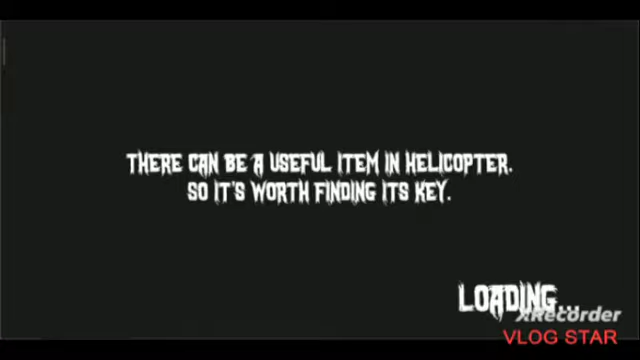 THERE CAN BE A USEFUL ITEM IN HELICOPTER.
SO IT'S WORTH FINDING ITS KEY.
LOADING...
XRecorder
VLOG STAR